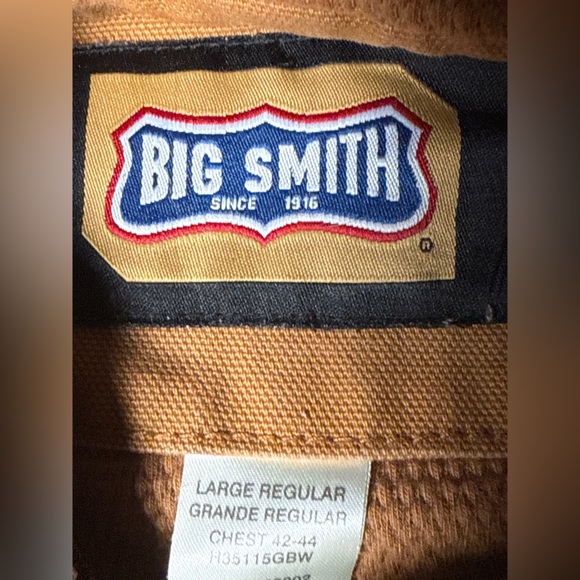 BIG SMITH
SINCE 1916
®
LARGE REGULAR
GRANDE REGULAR
CHEST 42-44
H35115GBW